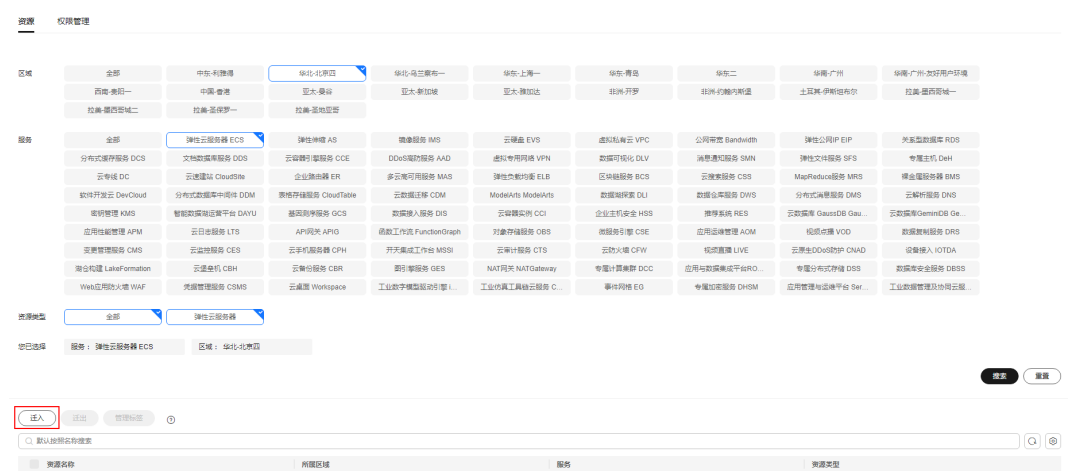 资源 权限管理
区域 全部 中东-利雅得 华北-北京四 华北-乌兰察布一 华东-上海一 华东-青岛 华东二 华南-广州 华南-广州-友好用户环境
西南-贵阳一 中国-香港 亚太-曼谷 亚太-新加坡 亚太-雅加达 非洲-开罗 非洲-约翰内斯堡 土耳其-伊斯坦布尔 拉美-墨西哥城一
拉美-墨西哥城二 拉美-圣保罗一 拉美-圣地亚哥
服务 全部 弹性云服务器 ECS 弹性伸缩 AS 镜像服务 IMS 云硬盘 EVS 虚拟私有云 VPC 公网带宽 Bandwidth 弹性公网IP EIP 关系型数据库 RDS
分布式缓存服务 DCS 文档数据库服务 DDS 云容器引擎服务 CCE DDoS高防服务 AAD 虚拟专用网络 VPN 数据可视化 DLV 消息通知服务 SMN 弹性文件服务 SFS 专属主机 DeH
云专线 DC 云速建站 CloudSite 企业路由器 ER 多云高可用服务 MAS 弹性负载均衡 ELB 区块链服务 BCS 云搜索服务 CSS MapReduce服务 MRS 裸金属服务器 BMS
软件开发云 DevCloud 分布式数据库中间件 DDM 表格存储服务 CloudTable 云数据迁移 CDM ModelArts ModelArts 数据湖探索 DLI 数据仓库服务 DWS 分布式消息服务 DMS 云解析服务 DNS
密钥管理 KMS 智能数据湖运营平台 DAYU 基因测序服务 GCS 数据接入服务 DIS 云容器实例 CCI 企业主机安全 HSS 推荐系统 RES 云数据库 GaussDB Gau... 云数据库GeminiDB Ge...
应用性能管理 APM 云日志服务 LTS API网关 APIG 函数工作流 FunctionGraph 对象存储服务 OBS 微服务引擎 CSE 应用运维管理 AOM 视频点播 VOD 数据复制服务 DRS
变更管理服务 CMS 云监控服务 CES 云手机服务器 CPH 开天集成工作台 MSSI 云审计服务 CTS 云防火墙 CFW 视频直播 LIVE 云原生DDoS防护 CNAD 设备接入 IOTDA
湖仓构建 LakeFormation 云堡垒机 CBH 云备份服务 CBR 图引擎服务 GES NAT网关 NATGateway 专属计算集群 DCC 应用与数据集成平台RO... 专属分布式存储 DSS 数据库安全服务 DBSS
Web应用防火墙 WAF 凭据管理服务 CSMS 云桌面 Workspace 工业数字模型驱动引擎 i... 工业仿真工具链云服务 C... 事件网格 EG 专属加密服务 DHSM 应用管理与运维平台 Ser... 工业数据管理及协同云服...
资源类型 全部 弹性云服务器
您已选择 服务： 弹性云服务器 ECS 区域： 华北-北京四
搜索 重置
迁入 迁出 管理标签
默认按照名称搜索
资源名称 所属区域 服务 资源类型